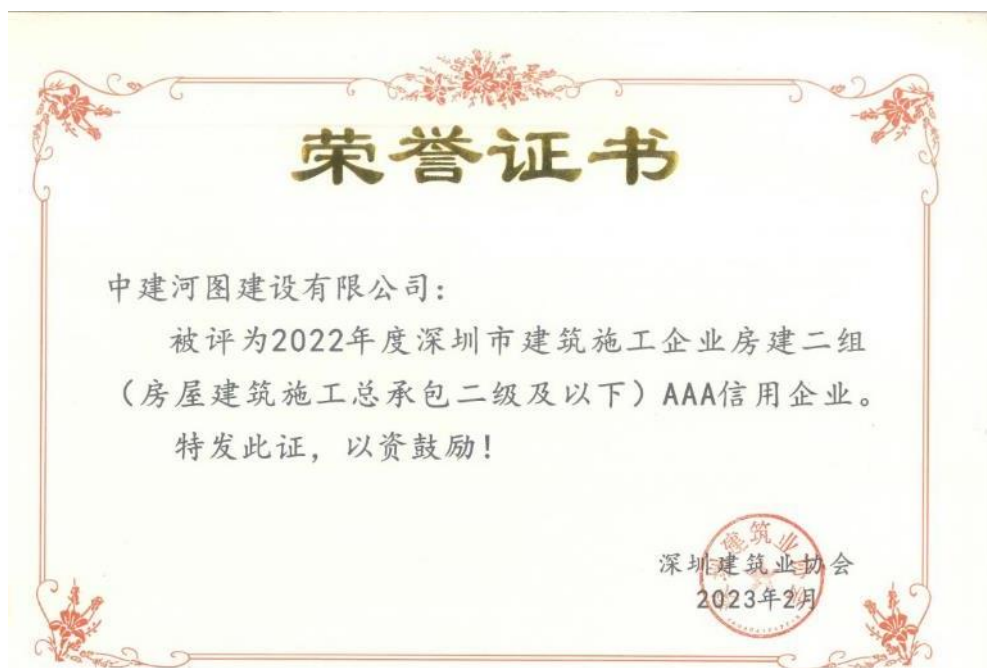 荣誉证书
中建河图建设有限公司：
被评为2022年度深圳市建筑施工企业房建二组
（房屋建筑施工总承包二级及以下）AAA信用企业。
特发此证，以资鼓励！
深圳建筑业协会
2023年2月